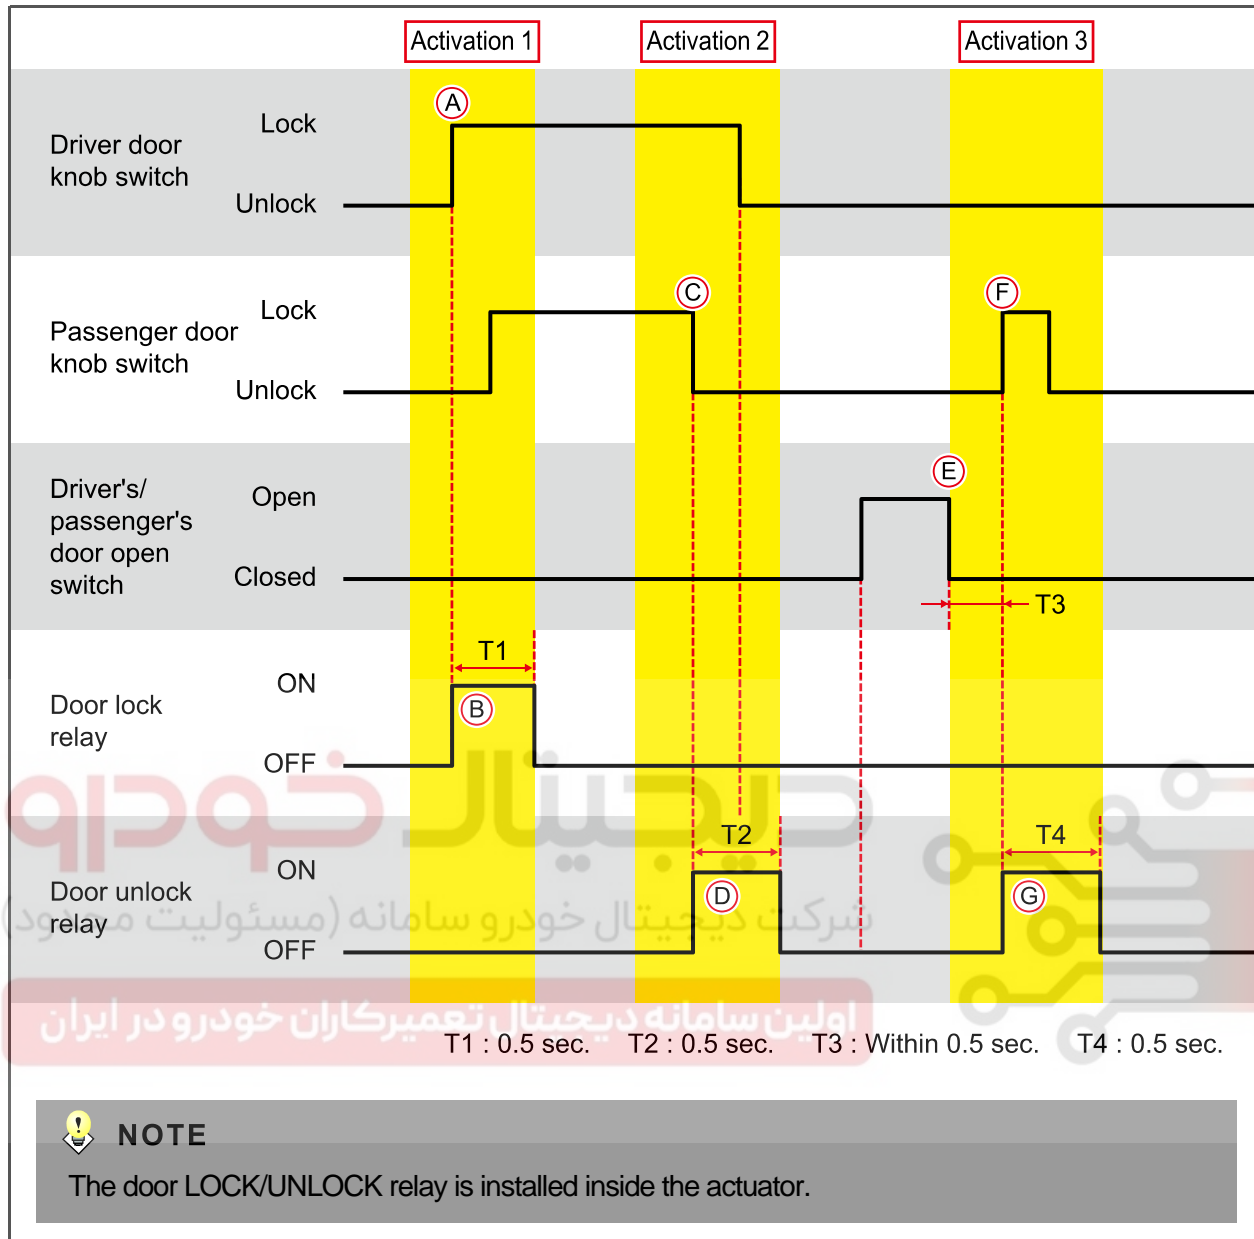 Activation 1
Activation 2
Activation 3
Driver door
knob switch
Lock
Unlock
A
Passenger door
knob switch
Lock
Unlock
C
F
Driver's/
passenger's
door open
switch
Open
Closed
E
T3
Door lock
relay
ON
OFF
T1
B
دیجیتال خودرو
Door unlock
relay
ON
OFF
T2
D
T4
G
شرکت دیجیتال خودرو سامانه (مسئولیت محدود)
اولین سامانه دیجیتال تعمیرکاران خودرو در ایران
T1 : 0.5 sec. T2 : 0.5 sec. T3 : Within 0.5 sec. T4 : 0.5 sec.
NOTE
The door LOCK/UNLOCK relay is installed inside the actuator.